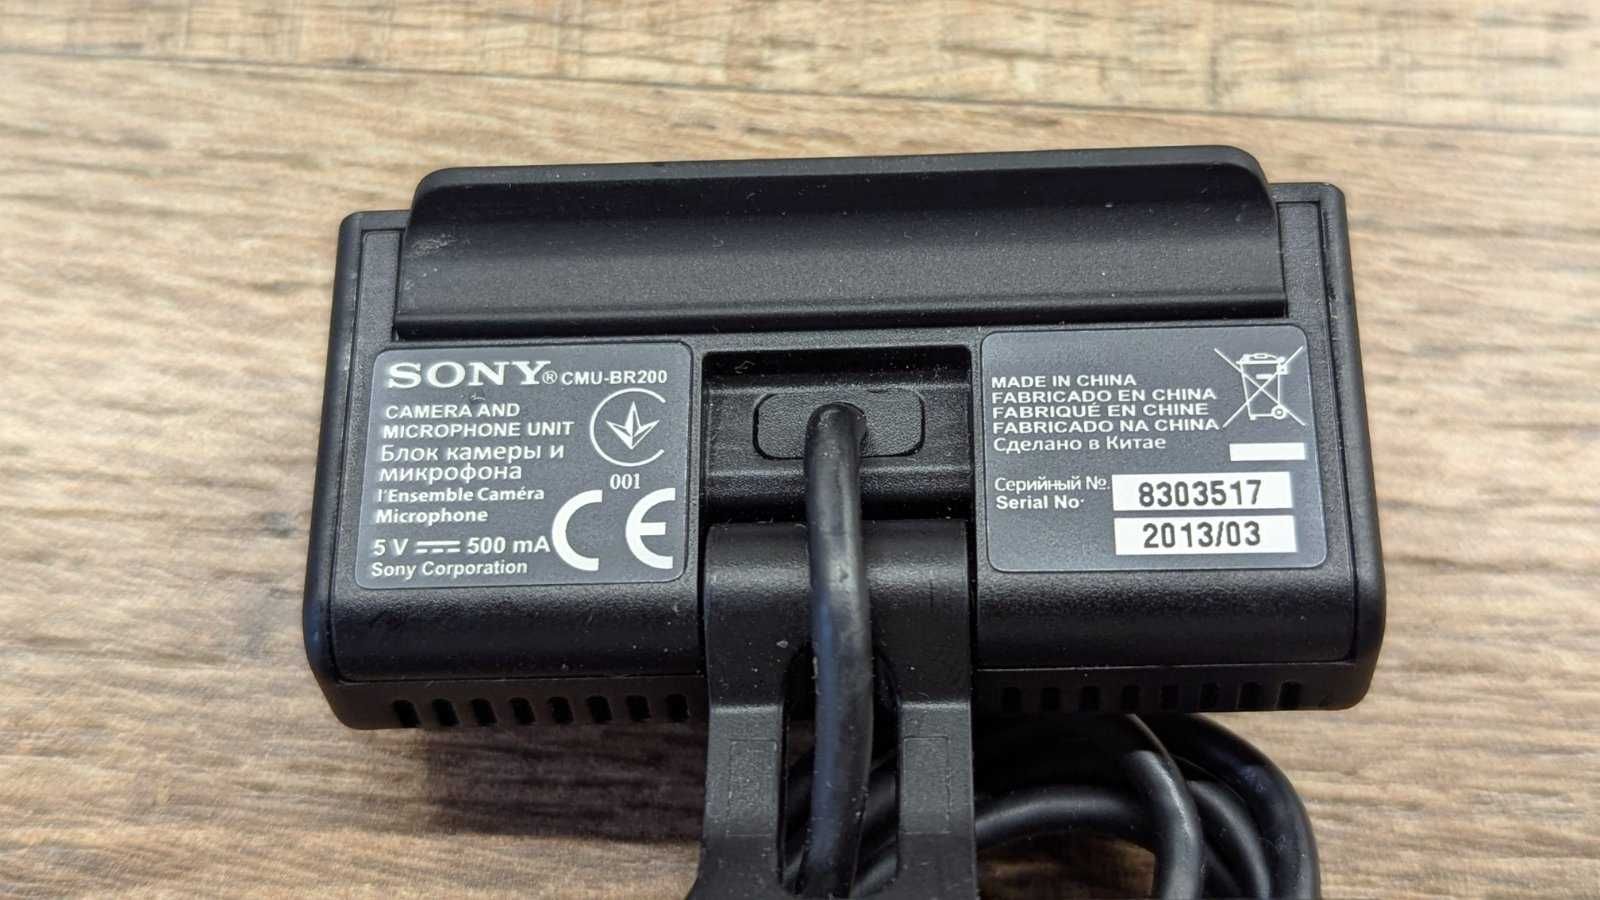 SONY® CMU-BR200
CAMERA AND
MICROPHONE UNIT
Блок камеры и
микрофона
l'Ensemble Caméra
Microphone
001
CE
5 V 500 mA
Sony Corporation
MADE IN CHINA
FABRICADO EN CHINA
FABRIQUÉ EN CHINE
FABRICADO NA CHINA
Сделано в Китае
Серийный №.
Serial No.
8303517
2013/03